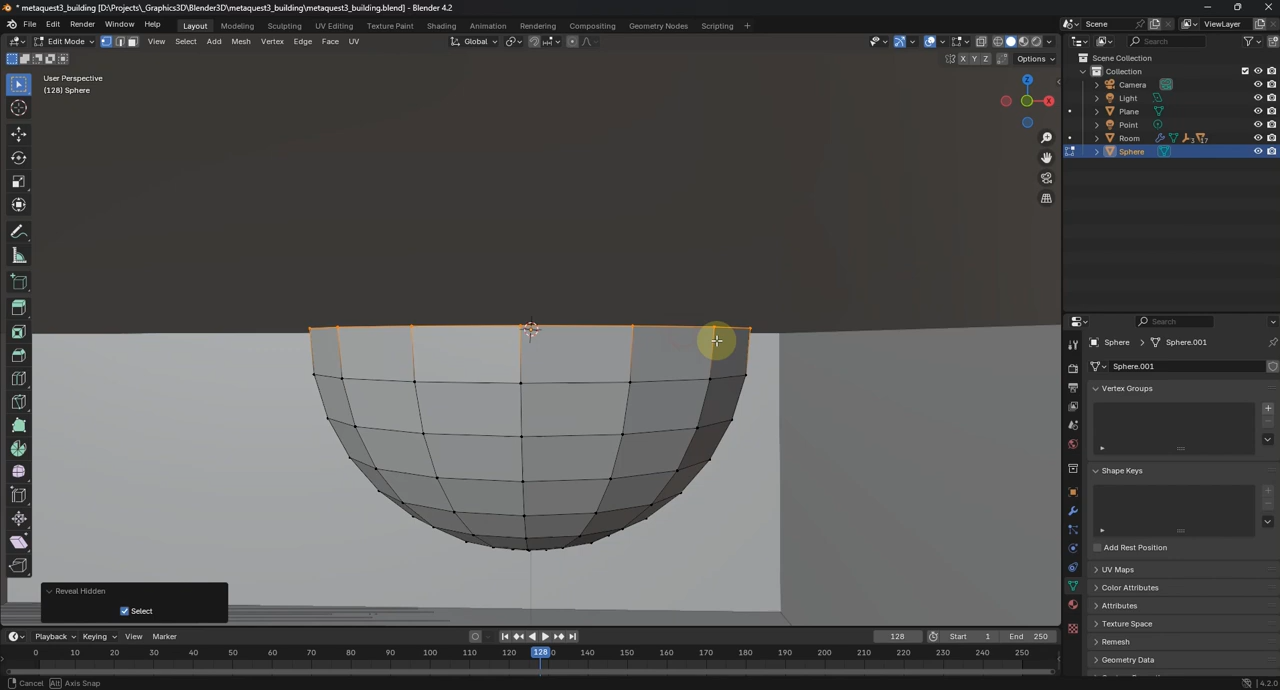 * metaquest3_building [D:\Projects\_Graphics3D\Blender3D\metaquest3_building\metaquest3_building.blend] - Blender 4.2
File Edit Render Window Help Layout Modeling Sculpting UV Editing Texture Paint Shading Animation Rendering Compositing Geometry Nodes Scripting + Scene ViewLayer
Edit Mode View Select Add Mesh Vertex Edge Face UV Global Search
X Y Z Options
Scene Collection
Collection
Camera
Light
Plane
Point
Room 3 17
Sphere
User Perspective
(128) Sphere
Z
X
Search
Sphere > Sphere.001
Sphere.001
Vertex Groups
Shape Keys
Add Rest Position
UV Maps
Color Attributes
Attributes
Texture Space
Remesh
Geometry Data
Reveal Hidden
Select
Playback Keying View Marker 128 Start 1 End 250
0 10 20 30 40 50 60 70 80 90 100 110 120 128 0 140 150 160 170 180 190 200 210 220 230 240 250
Cancel Alt Axis Snap 4.2.0